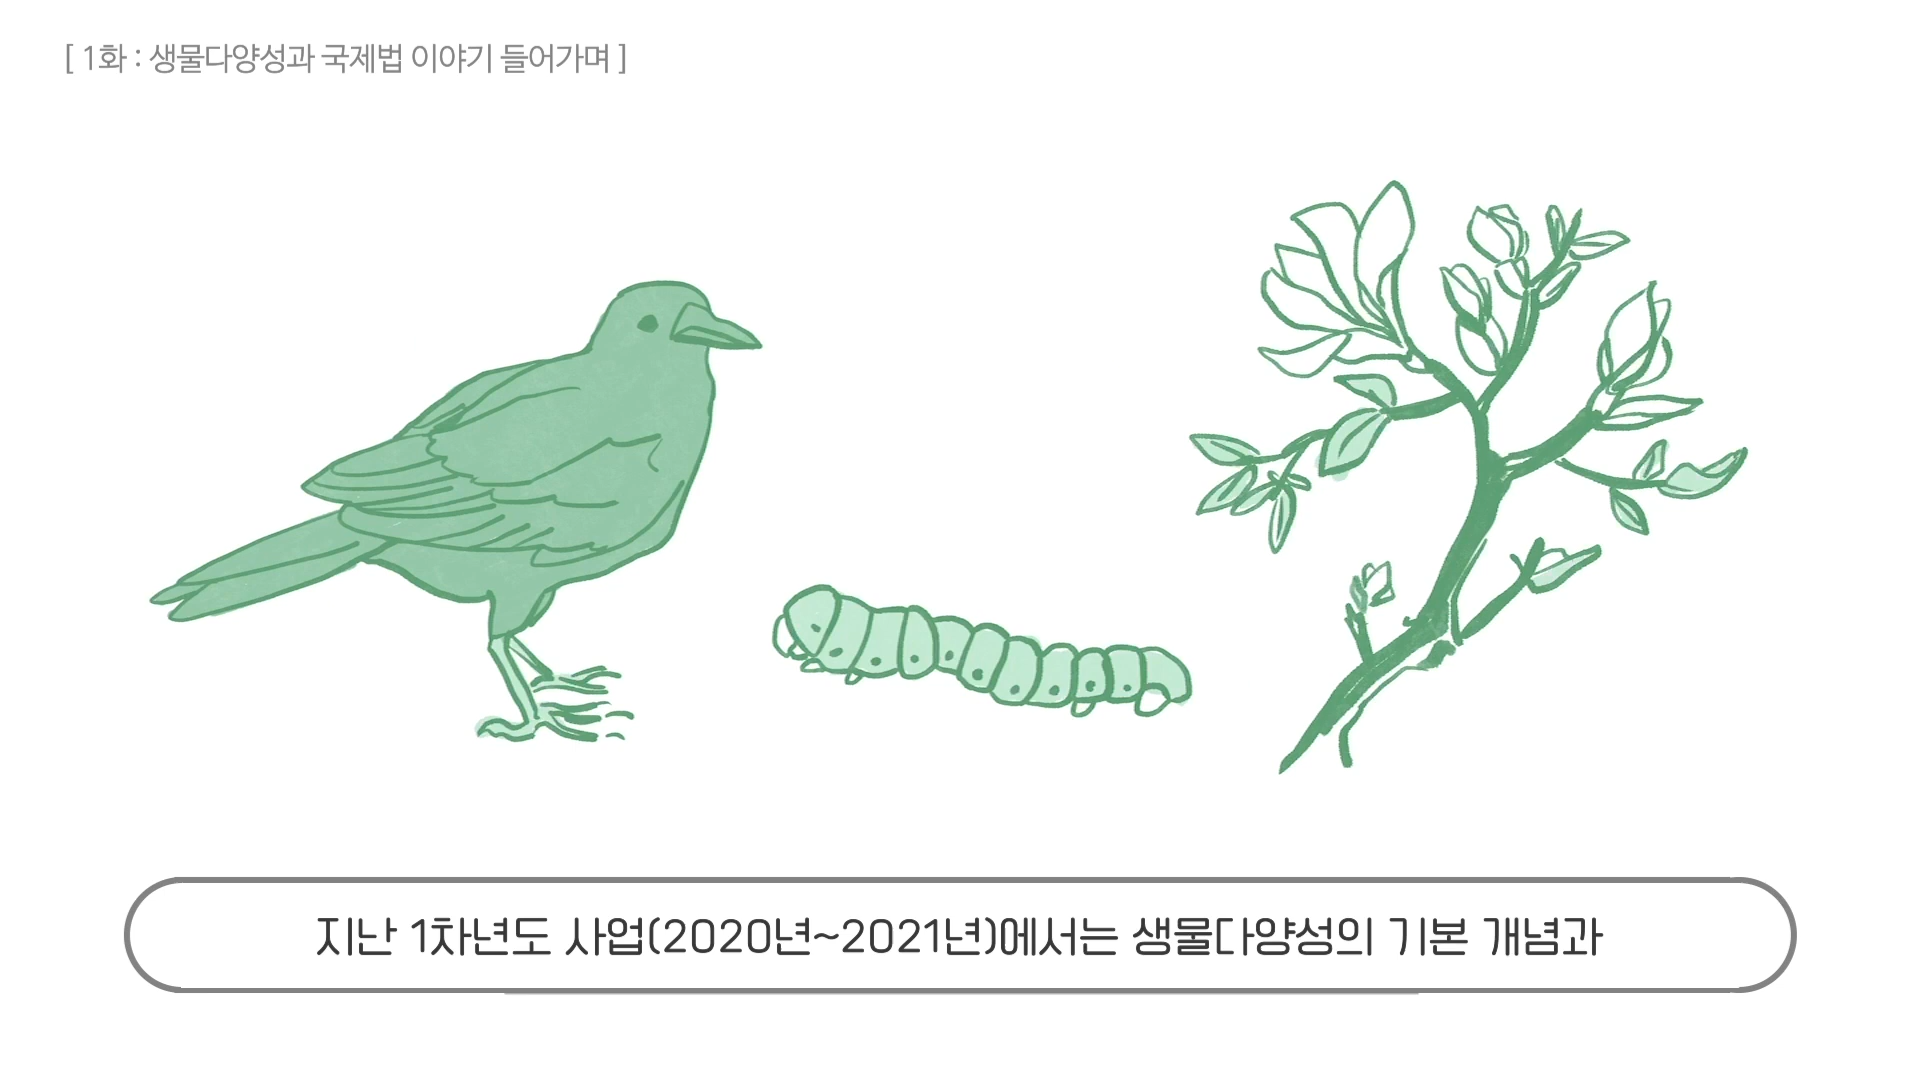 [ 1화 : 생물다양성과 국제법 이야기 들어가며 ]
지난 1차년도 사업(2020년~2021년)에서는 생물다양성의 기본 개념과